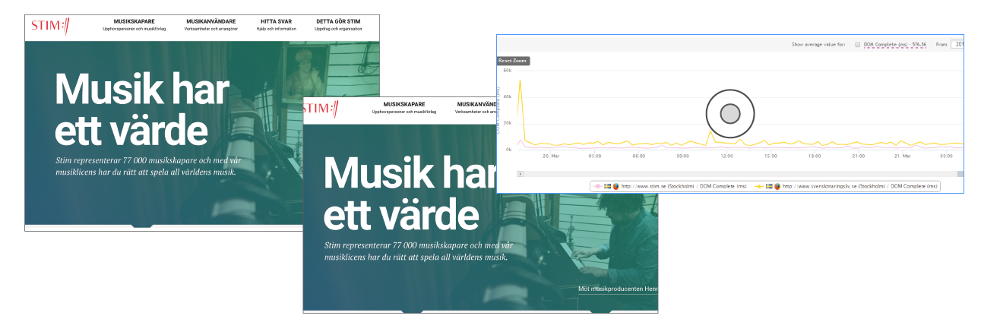 STIM
MUSIKSKAPARE
Upphovspersoner och musikförlag
MUSIKANVÄNDARE
Verksamheter och arrangörer
HITTA SVAR
Hjälp och information
DETTA GÖR STIM
Uppdrag och organisation
Musik har
ett värde
Stim representerar 77 000 musikskapare och med vår
musiklicens har du rätt att spela all världens musik.
STIM
MUSIKSKAPARE
Upphovspersoner och musikförlag
MUSIKANVÄND
Verksamheter och arr
Musik har
ett värde
Stim representerar 77 000 musikskapare och med vår
musiklicens har du rätt att spela all världens musik.
Möt musikproducenten Henr
Show average value for:
DOM Complete (ms) - 576.56
From
201
Reset Zoom
DOM Complete (ms)
60k
40k
20k
0k
20. Mar
03:00
06:00
09:00
12:00
15:00
18:00
21:00
21. Mar
03:00
http://www.stim.se (Stockholm) / DOM Complete (ms)
http://www.svensktnaringsliv.se (Stockholm) / DOM Complete (ms)